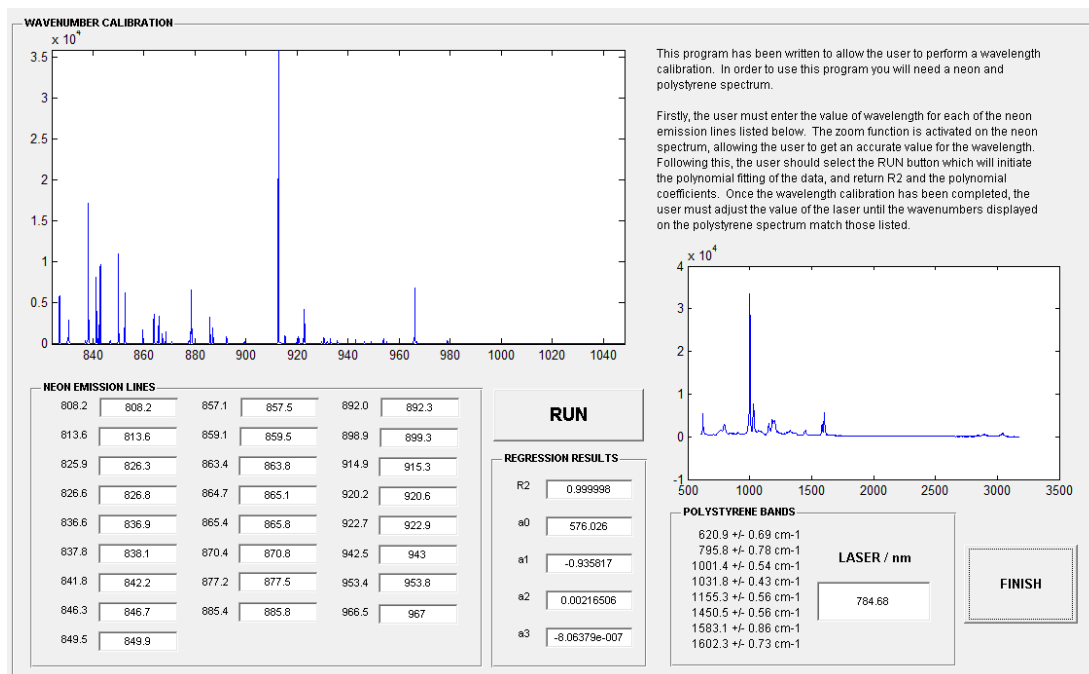 WAVENUMBER CALIBRATION
x 10^4
3.5
3
2.5
2
1.5
1
0.5
0
840 860 880 900 920 940 960 980 1000 1020 1040
This program has been written to allow the user to perform a wavelength
calibration. In order to use this program you will need a neon and
polystyrene spectrum.
Firstly, the user must enter the value of wavelength for each of the neon
emission lines listed below. The zoom function is activated on the neon
spectrum, allowing the user to get an accurate value for the wavelength.
Following this, the user should select the RUN button which will initiate
the polynomial fitting of the data, and return R2 and the polynomial
coefficients. Once the wavelength calibration has been completed, the
user must adjust the value of the laser until the wavenumbers displayed
on the polystyrene spectrum match those listed.
x 10^4
4
3
2
1
0
-1
500 1000 1500 2000 2500 3000 3500
NEON EMISSION LINES
808.2 808.2 857.1 857.5 892.0 892.3
813.6 813.6 859.1 859.5 898.9 899.3
825.9 826.3 863.4 863.8 914.9 915.3
826.6 826.8 864.7 865.1 920.2 920.6
836.6 836.9 865.4 865.8 922.7 922.9
837.8 838.1 870.4 870.8 942.5 943
841.8 842.2 877.2 877.5 953.4 953.8
846.3 846.7 885.4 885.8 966.5 967
849.5 849.9
RUN
REGRESSION RESULTS
R2 0.999998
a0 576.026
a1 -0.935817
a2 0.00216506
a3 -8.06379e-007
POLYSTYRENE BANDS
620.9 +/- 0.69 cm-1
795.8 +/- 0.78 cm-1
1001.4 +/- 0.54 cm-1
1031.8 +/- 0.43 cm-1
1155.3 +/- 0.56 cm-1
1450.5 +/- 0.56 cm-1
1583.1 +/- 0.86 cm-1
1602.3 +/- 0.73 cm-1
LASER / nm
784.68
FINISH